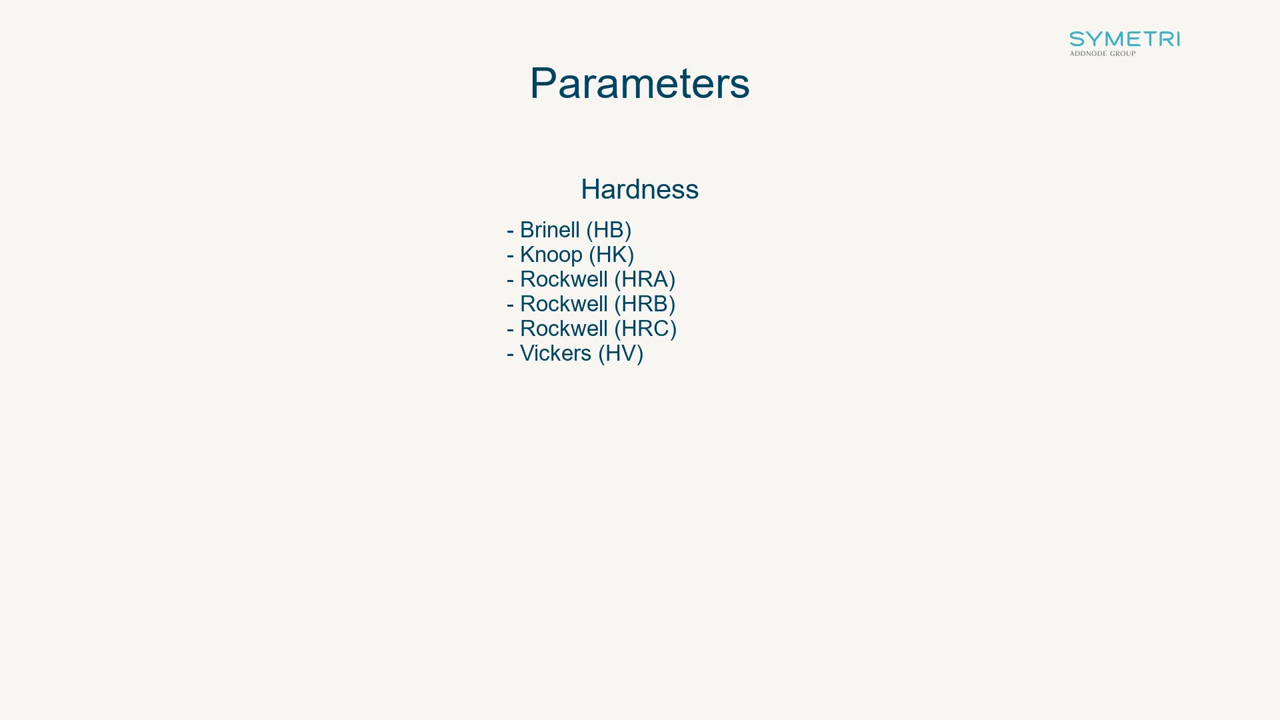 SYMETRI
ADDNODE GROUP
Parameters
Hardness
- Brinell (HB)
- Knoop (HK)
- Rockwell (HRA)
- Rockwell (HRB)
- Rockwell (HRC)
- Vickers (HV)